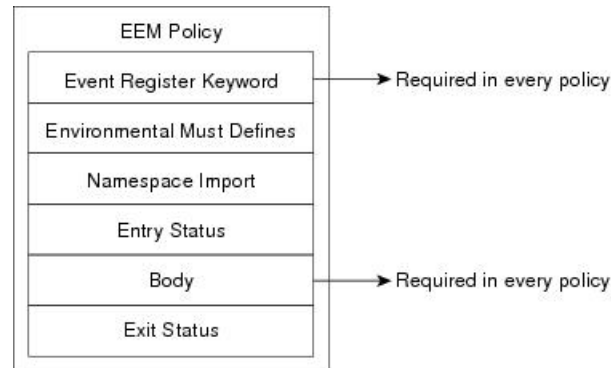 EEM Policy
Event Register Keyword
Required in every policy
Environmental Must Defines
Namespace Import
Entry Status
Body
Required in every policy
Exit Status